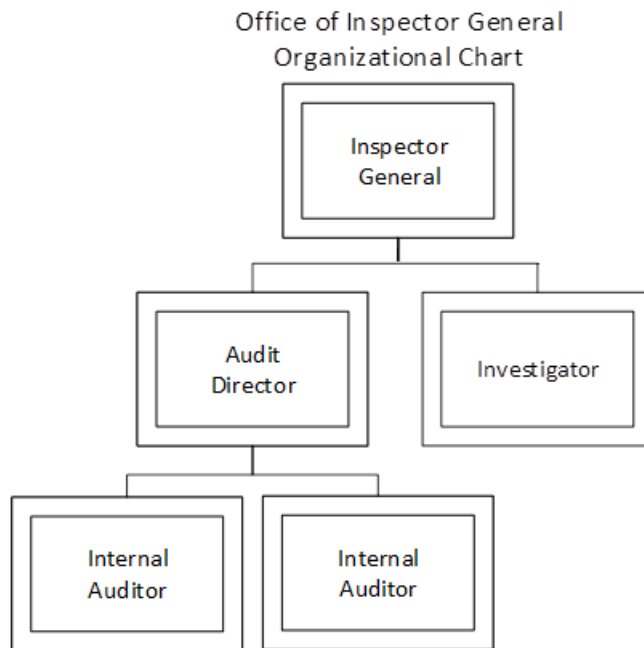 Office of Inspector General
Organizational Chart
Inspector
General
Audit
Director
Investigator
Internal
Auditor
Internal
Auditor